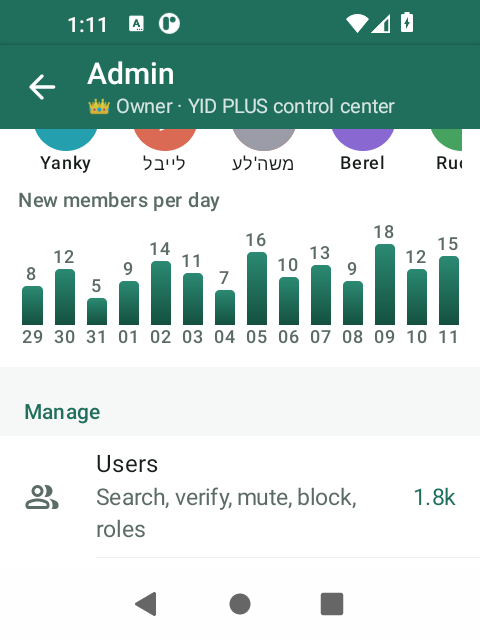 1:11
Admin
👑 Owner · YID PLUS control center
Yanky לייבל משה'לע Berel
New members per day
8 12 5 9 14 11 7 16 10 13 9 18 12 15
29 30 31 01 02 03 04 05 06 07 08 09 10 11
Manage
Users
Search, verify, mute, block, roles
1.8k